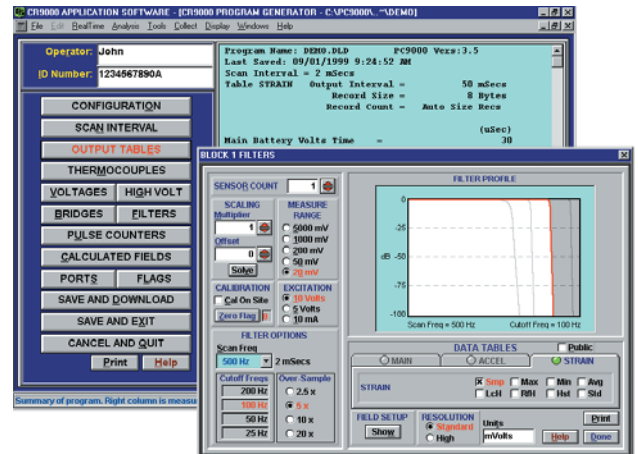 CR9000 APPLICATION SOFTWARE - [CR9000 PROGRAM GENERATOR - C:\PC9000\..~\DEMO]
File Edit RealTime Analysis Tools Collect Display Windows Help
Operator: John
ID Number: 1234567890A
CONFIGURATION
SCAN INTERVAL
OUTPUT TABLES
THERMOCOUPLES
VOLTAGES HIGH VOLT
BRIDGES FILTERS
PULSE COUNTERS
CALCULATED FIELDS
PORTS FLAGS
SAVE AND DOWNLOAD
SAVE AND EXIT
CANCEL AND QUIT
Print Help
Summary of program. Right column is measu
Program Name: DEMO.DLD PC9000 Vers:3.5
Last Saved: 09/01/1999 9:24:52 AM
Scan Interval = 2 mSecs
Table STRAIN Output Interval = 50 mSecs
Record Size = 8 Bytes
Record Count = Auto Size Recs
(uSec)
Main Battery Volts Time = 30
BLOCK 1 FILTERS
SENSOR COUNT 1
SCALING
Multiplier
1
Offset
0
Solve
MEASURE RANGE
5000 mV
1000 mV
200 mV
50 mV
20 mV
CALIBRATION
Cal On Site
Zero Flag 0
EXCITATION
10 Volts
5 Volts
10 mA
FILTER OPTIONS
Scan Freq
500 Hz 2 mSecs
Cutoff Freqs
200 Hz
100 Hz
50 Hz
25 Hz
Over-Sample
2.5 x
5 x
10 x
20 x
FILTER PROFILE
0
-25
dB -50
-75
-100
Scan Freq = 500 Hz Cutoff Freq = 100 Hz
DATA TABLES Public
MAIN ACCEL STRAIN
STRAIN
Smp Max Min Avg
LcH RfH Hst Std
FIELD SETUP
Show
RESOLUTION
Standard
High
Units
mVolts
Print
Help Done